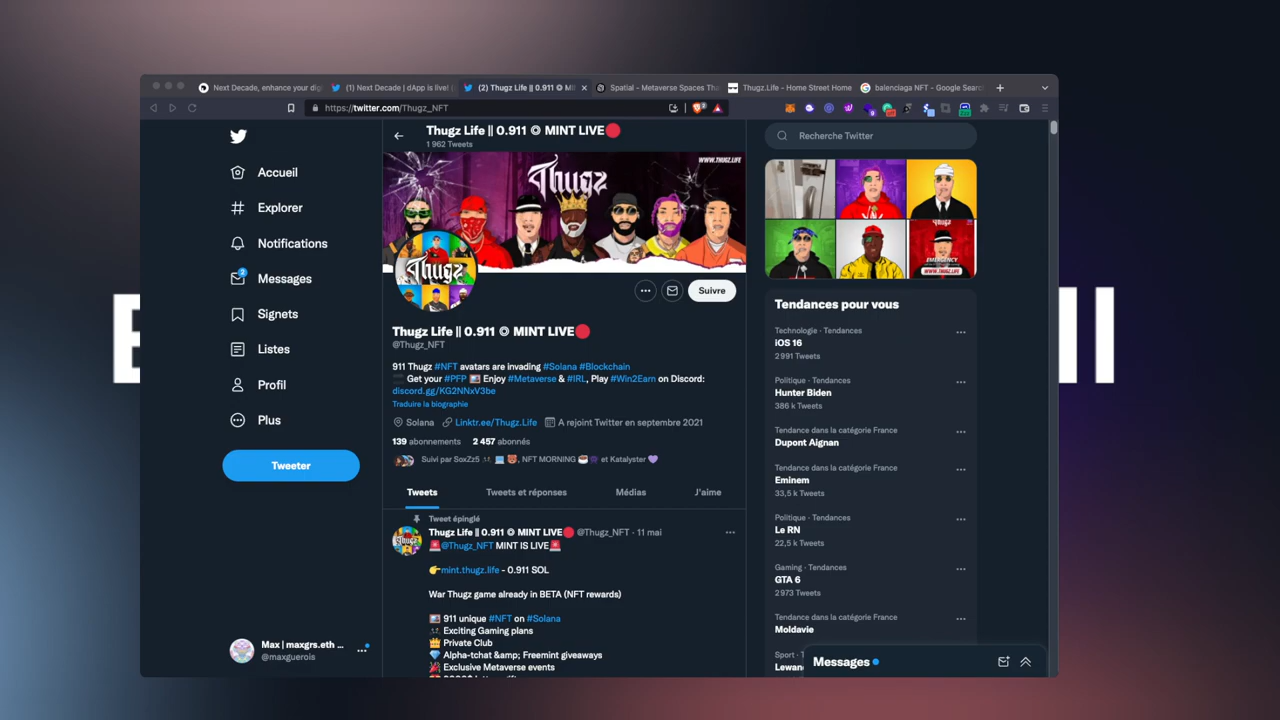 Next Decade, enhance your dig
(1) Next Decade | dApp is live!
(2) Thugz Life || 0.911 ◎ MI
Spatial - Metaverse Spaces Tha
Thugz.Life - Home Street Home
balenciaga NFT - Google Search
https://twitter.com/Thugz_NFT
Thugz Life || 0.911 ◎ MINT LIVE🔴
1 962 Tweets
Recherche Twitter
Accueil
Explorer
Notifications
2
Messages
Signets
Listes
Profil
Plus
Tweeter
Max | maxgrs.eth ...
@maxguerois
WWW.THUGZ.LIFE
Thugz
Thugz
Suivre
Thugz Life || 0.911 ◎ MINT LIVE🔴
@Thugz_NFT
911 Thugz #NFT avatars are invading #Solana #Blockchain
Get your #PFP 🖼 Enjoy #Metaverse & #IRL, Play #Win2Earn on Discord:
discord.gg/KG2NNxV3be
Traduire la biographie
Solana Linktr.ee/Thugz.Life A rejoint Twitter en septembre 2021
139 abonnements 2 457 abonnés
Suivi par SoxZz5, NFT MORNING et Katalyster 💜
Tweets Tweets et réponses Médias J'aime
Tweet épinglé
Thugz Life || 0.911 ◎ MINT LIVE🔴 @Thugz_NFT · 11 mai
🚨@Thugz_NFT MINT IS LIVE🚨
👉mint.thugz.life - 0.911 SOL
War Thugz game already in BETA (NFT rewards)
🖼 911 unique #NFT on #Solana
Exciting Gaming plans
👑 Private Club
💎 Alpha-tchat &amp; Freemint giveaways
🎉 Exclusive Metaverse events
EMERGENCY
WWW.THUGZ.LIFE
Tendances pour vous
Technologie · Tendances
iOS 16
2 991 Tweets
Politique · Tendances
Hunter Biden
386 k Tweets
Tendance dans la catégorie France
Dupont Aignan
Tendance dans la catégorie France
Eminem
33,5 k Tweets
Politique · Tendances
Le RN
22,5 k Tweets
Gaming · Tendances
GTA 6
2 973 Tweets
Tendance dans la catégorie France
Moldavie
Sport · T
Lewan
Messages